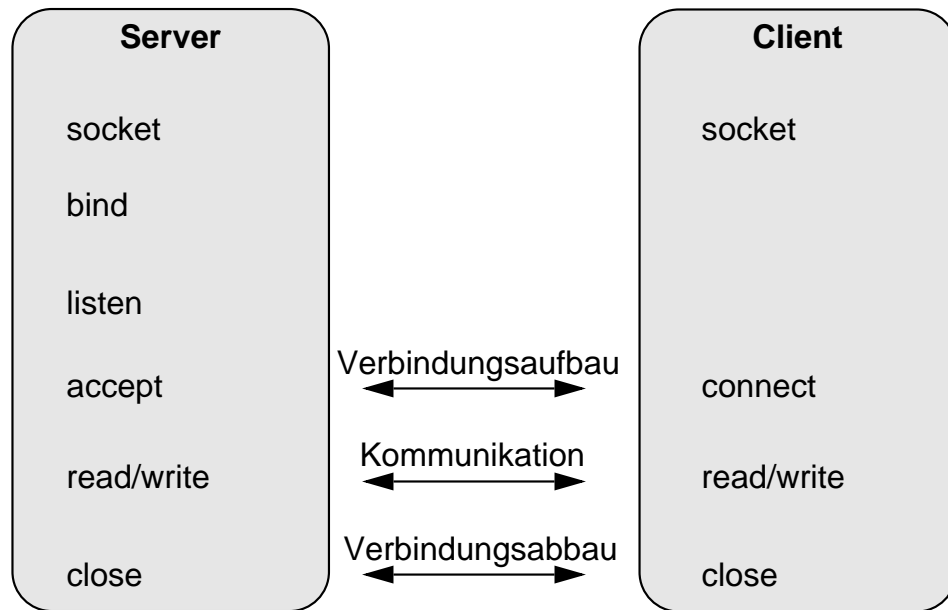 Server
Client
socket
socket
bind
listen
Verbindungsaufbau
accept
connect
Kommunikation
read/write
read/write
Verbindungsabbau
close
close